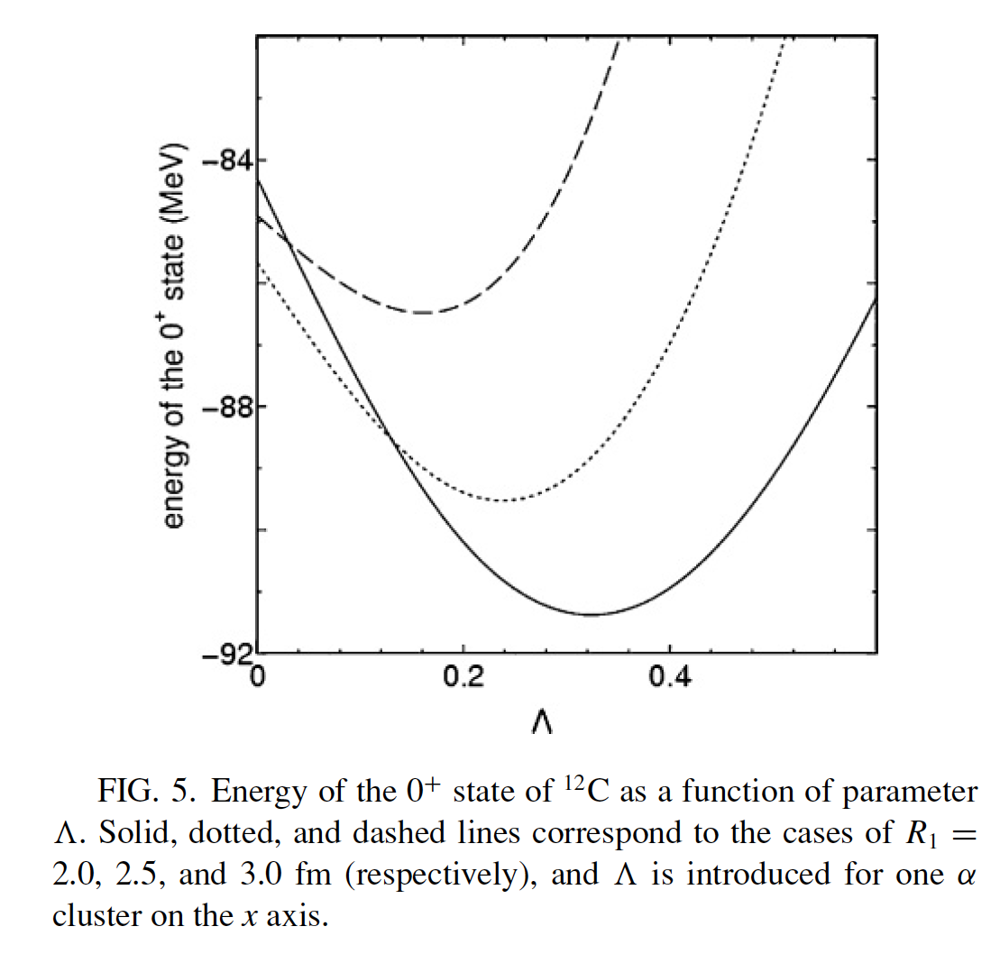 energy of the 0⁺ state (MeV)
−84
−88
−92
0
0.2
0.4
Λ
FIG. 5. Energy of the 0⁺ state of ¹²C as a function of parameter
Λ. Solid, dotted, and dashed lines correspond to the cases of R₁ =
2.0, 2.5, and 3.0 fm (respectively), and Λ is introduced for one α
cluster on the x axis.